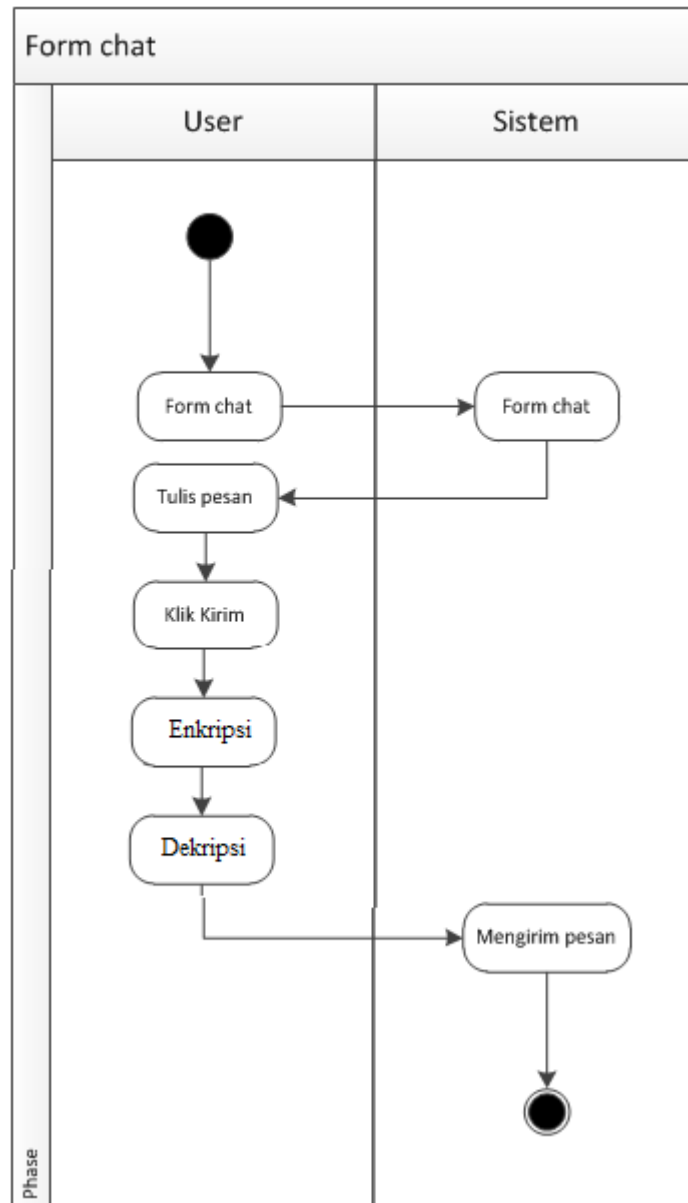 Form chat
User
Sistem
Form chat
Form chat
Tulis pesan
Klik Kirim
Enkripsi
Dekripsi
Mengirim pesan
Phase